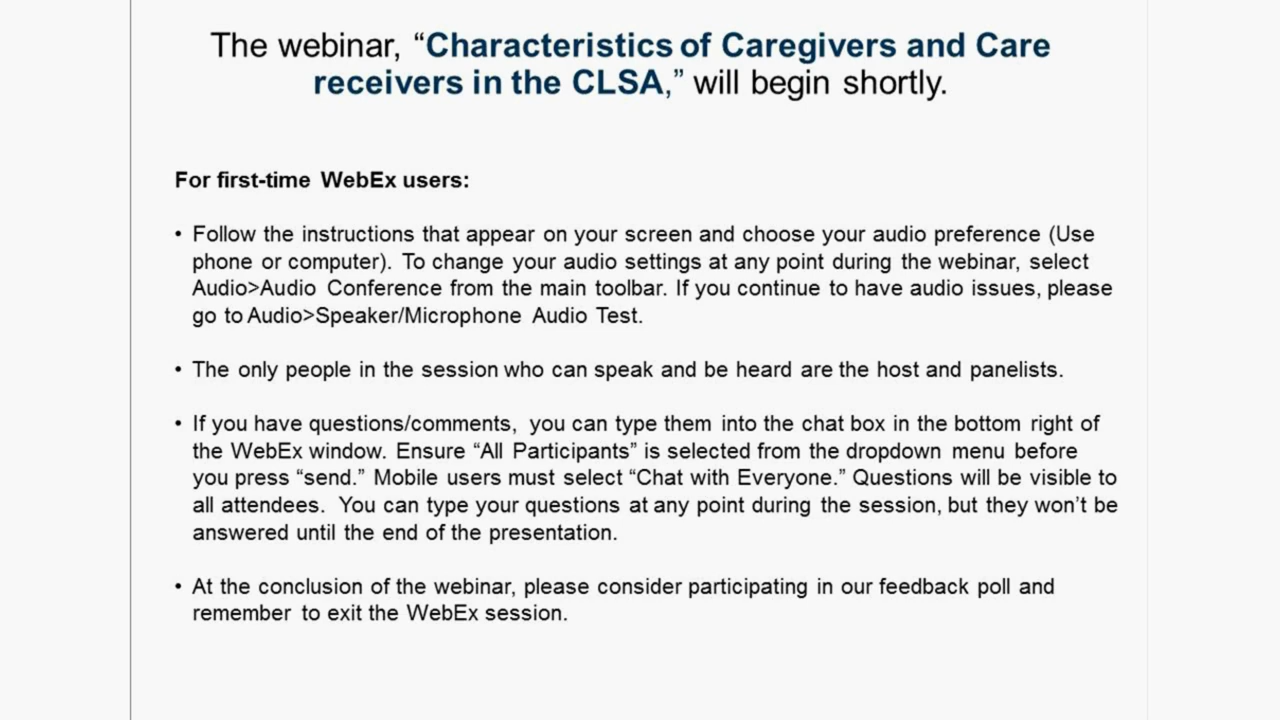 The webinar, “Characteristics of Caregivers and Care
receivers in the CLSA,” will begin shortly.
For first-time WebEx users:
• Follow the instructions that appear on your screen and choose your audio preference (Use
phone or computer). To change your audio settings at any point during the webinar, select
Audio>Audio Conference from the main toolbar. If you continue to have audio issues, please
go to Audio>Speaker/Microphone Audio Test.
• The only people in the session who can speak and be heard are the host and panelists.
• If you have questions/comments, you can type them into the chat box in the bottom right of
the WebEx window. Ensure “All Participants” is selected from the dropdown menu before
you press “send.” Mobile users must select “Chat with Everyone.” Questions will be visible to
all attendees. You can type your questions at any point during the session, but they won’t be
answered until the end of the presentation.
• At the conclusion of the webinar, please consider participating in our feedback poll and
remember to exit the WebEx session.